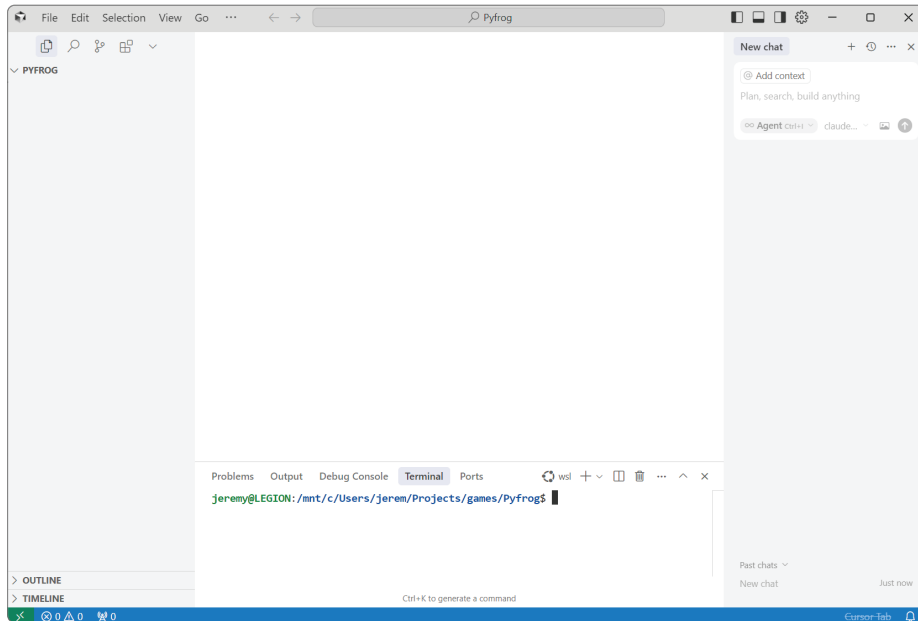 File Edit Selection View Go ··· Pyfrog
PYFROG
New chat
@ Add context
Plan, search, build anything
∞ Agent Ctrl+I claude...
Problems Output Debug Console Terminal Ports wsl
jeremy@LEGION:/mnt/c/Users/jerem/Projects/games/Pyfrog$
Ctrl+K to generate a command
Past chats
New chat Just now
OUTLINE
TIMELINE
0 0 0 Cursor Tab